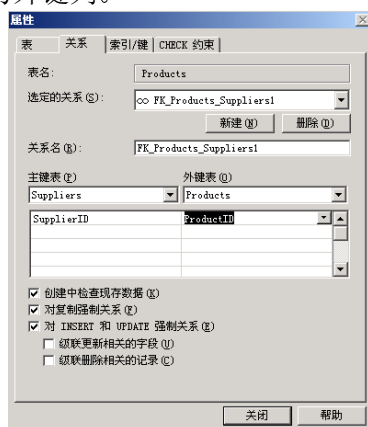 属性
表 关系 索引/键 CHECK 约束
表名: Products
选定的关系(S): FK_Products_Suppliers1
新建(N) 删除(D)
关系名(R): FK_Products_Suppliers1
主键表(P) 外键表(O)
Suppliers Products
SupplierID ProductID
创建中检查现存数据(K)
对复制强制关系(F)
对 INSERT 和 UPDATE 强制关系(E)
级联更新相关的字段(U)
级联删除相关的记录(C)
关闭 帮助